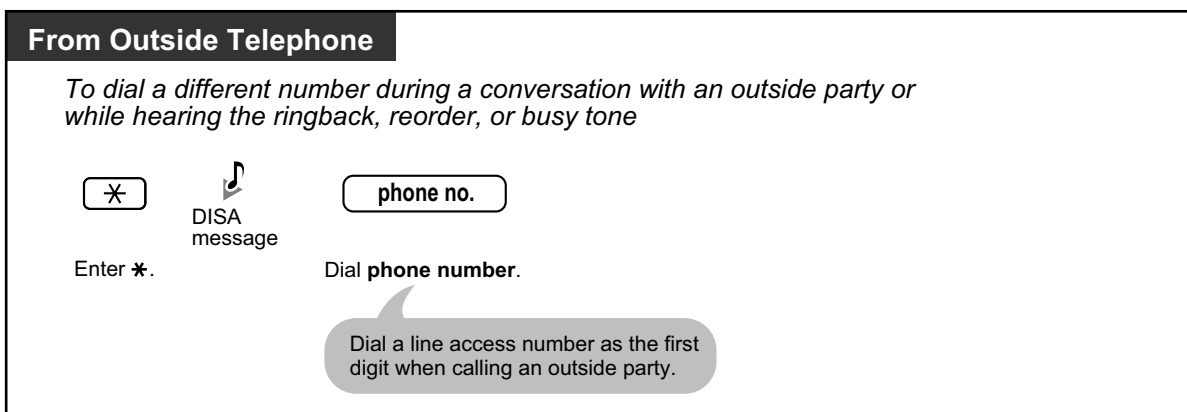 From Outside Telephone
To dial a different number during a conversation with an outside party or
while hearing the ringback, reorder, or busy tone
* 
DISA
message
phone no.
Enter *.
Dial phone number.
Dial a line access number as the first
digit when calling an outside party.